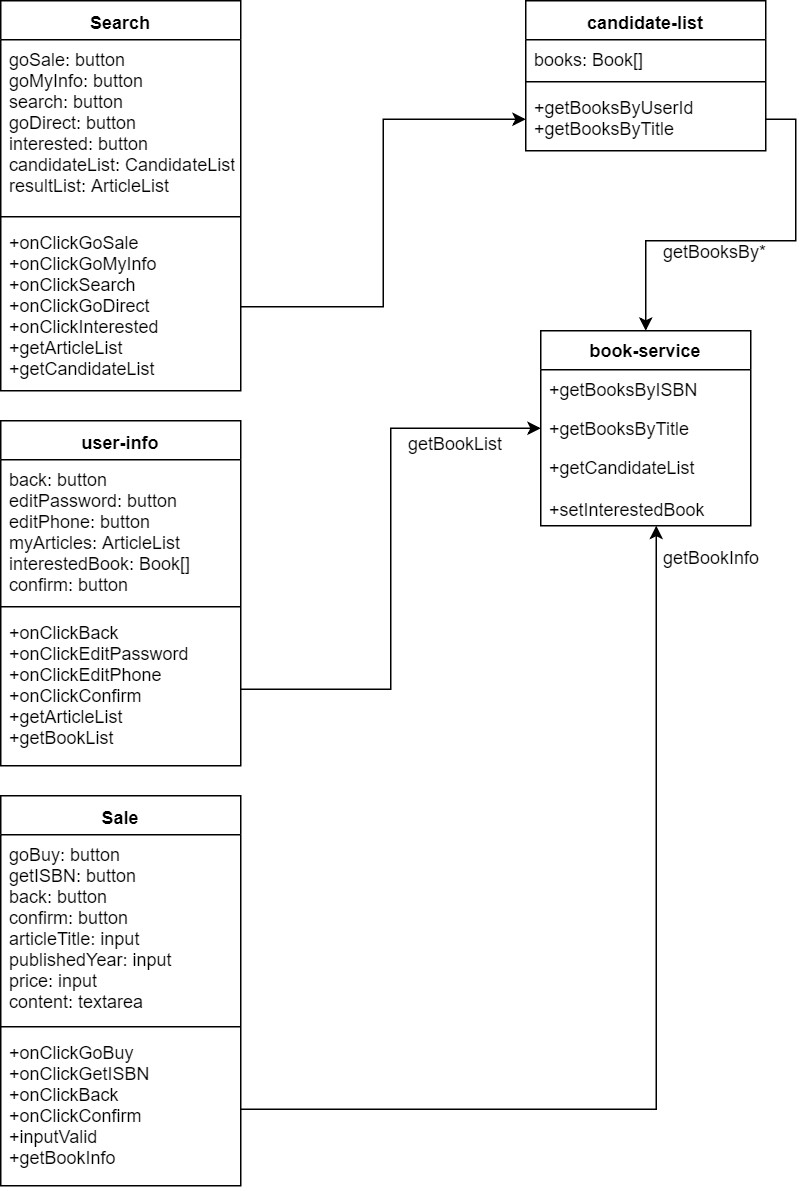 Search
goSale: button
goMyInfo: button
search: button
goDirect: button
interested: button
candidateList: CandidateList
resultList: ArticleList
+onClickGoSale
+onClickGoMyInfo
+onClickSearch
+onClickGoDirect
+onClickInterested
+getArticleList
+getCandidateList
candidate-list
books: Book[]
+getBooksByUserId
+getBooksByTitle
getBooksBy*
book-service
+getBooksByISBN
+getBooksByTitle
+getCandidateList
+setInterestedBook
user-info
back: button
editPassword: button
editPhone: button
myArticles: ArticleList
interestedBook: Book[]
confirm: button
+onClickBack
+onClickEditPassword
+onClickEditPhone
+onClickConfirm
+getArticleList
+getBookList
getBookList
getBookInfo
Sale
goBuy: button
getISBN: button
back: button
confirm: button
articleTitle: input
publishedYear: input
price: input
content: textarea
+onClickGoBuy
+onClickGetISBN
+onClickBack
+onClickConfirm
+inputValid
+getBookInfo